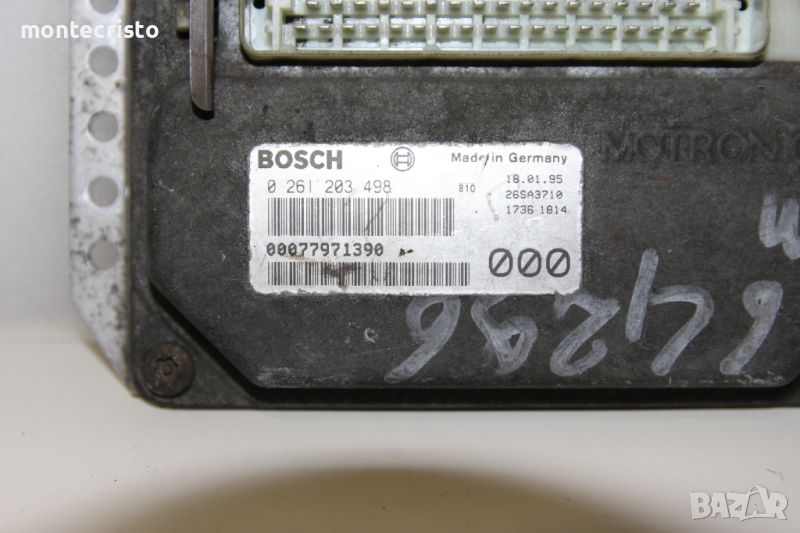 montecristo
MOTRONIC
BOSCH
Made in Germany
0 261 203 498
810
18.01.95
26SA3710
1736 1814
00077971390
000
64296
BAZAR